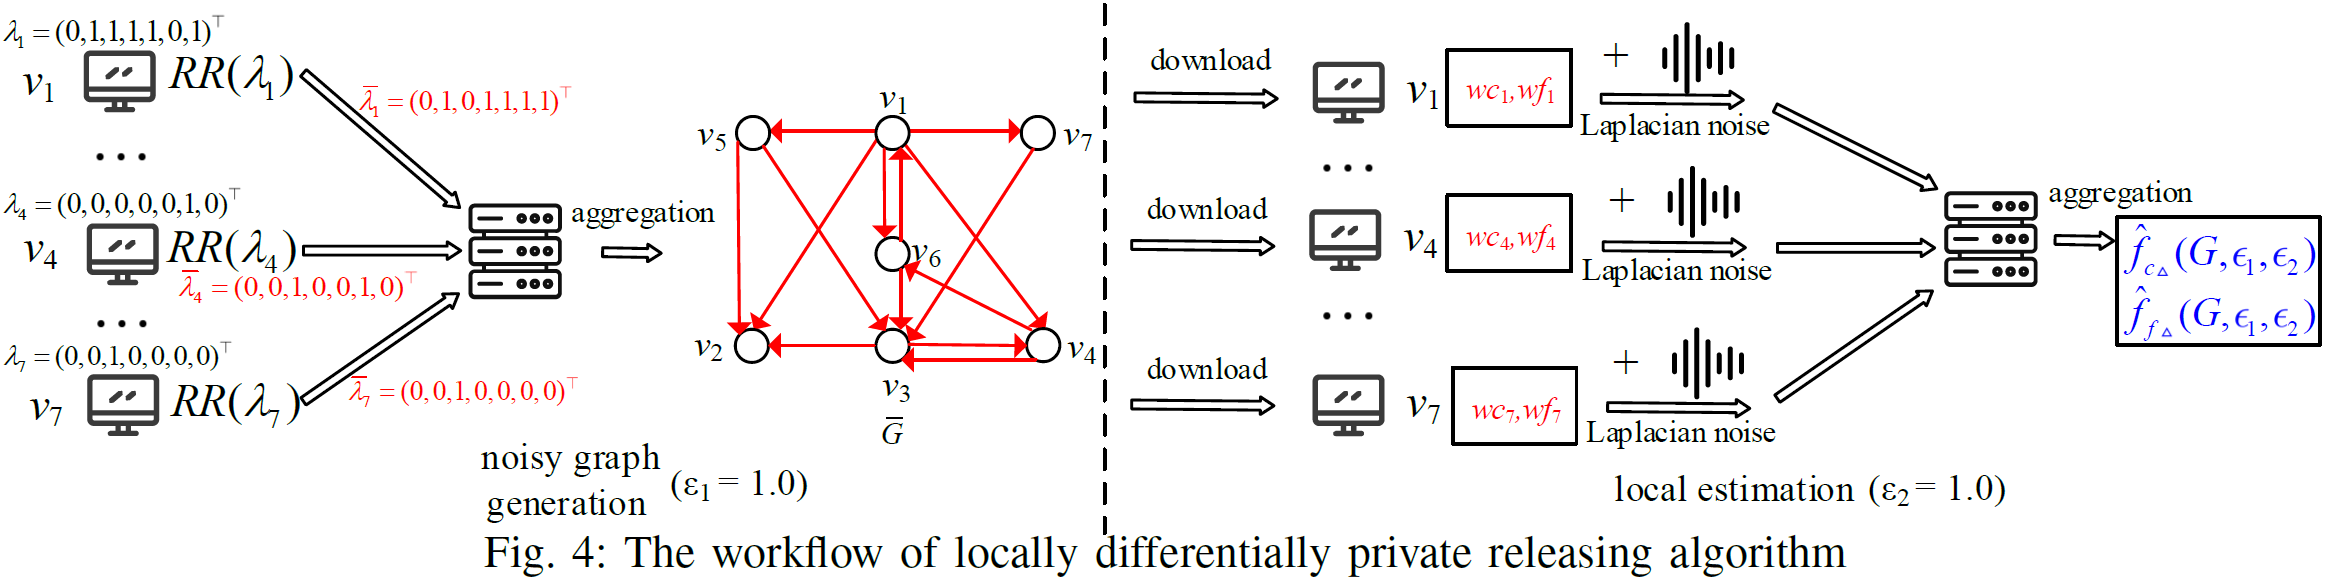 λ₁ = (0,1,1,1,1,0,1)ᵀ
v₁ RR(λ₁)
λ̄₁ = (0,1,0,1,1,1,1)ᵀ
...
λ₄ = (0,0,0,0,0,1,0)ᵀ
v₄ RR(λ₄)
λ̄₄ = (0,0,1,0,0,1,0)ᵀ
...
λ₇ = (0,0,1,0,0,0,0)ᵀ
v₇ RR(λ₇)
λ̄₇ = (0,0,1,0,0,0,0)ᵀ
aggregation
v₁
v₅ v₇
v₆
v₂ v₄
v₃
G̅
noisy graph
generation (ε₁ = 1.0)
download v₁ wc₁,wf₁ +
Laplacian noise
...
download v₄ wc₄,wf₄ +
Laplacian noise
...
download v₇ wc₇,wf₇ +
Laplacian noise
aggregation
f̂_{c△}(G,ϵ₁,ϵ₂)
f̂_{f△}(G,ϵ₁,ϵ₂)
local estimation (ε₂ = 1.0)
Fig. 4: The workflow of locally differentially private releasing algorithm